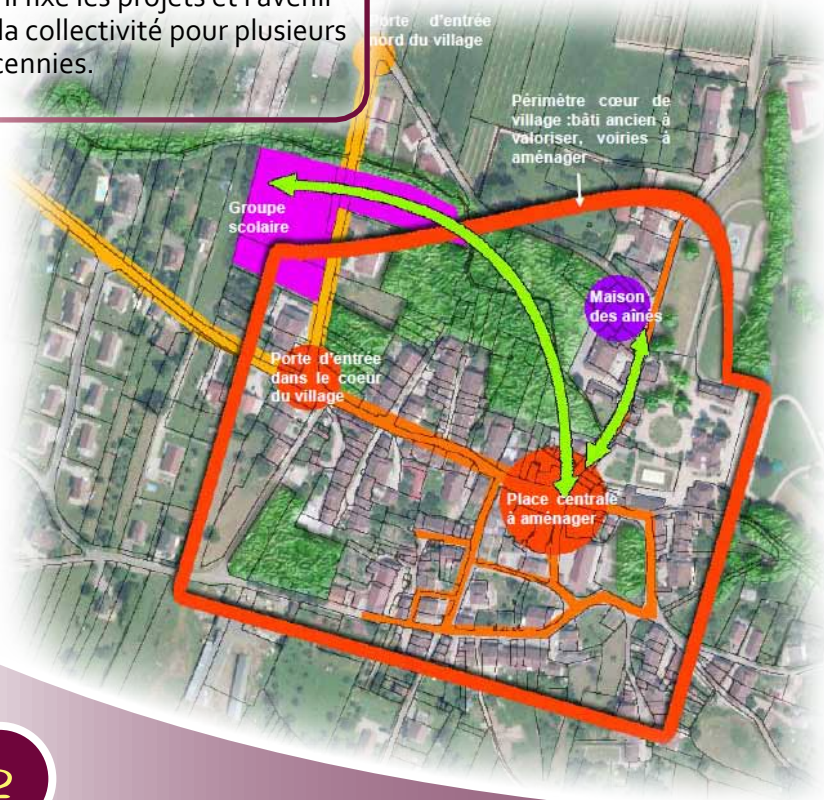 fixe les projets et l'avenir
la collectivité pour plusieurs
cennies.
Porte d'entrée
nord du village
Périmètre cœur de
village :bâti ancien à
valoriser, voiries à
aménager
Groupe
scolaire
Maison
des aînés
Porte d'entrée
dans le coeur
du village
Place centrale
à aménager